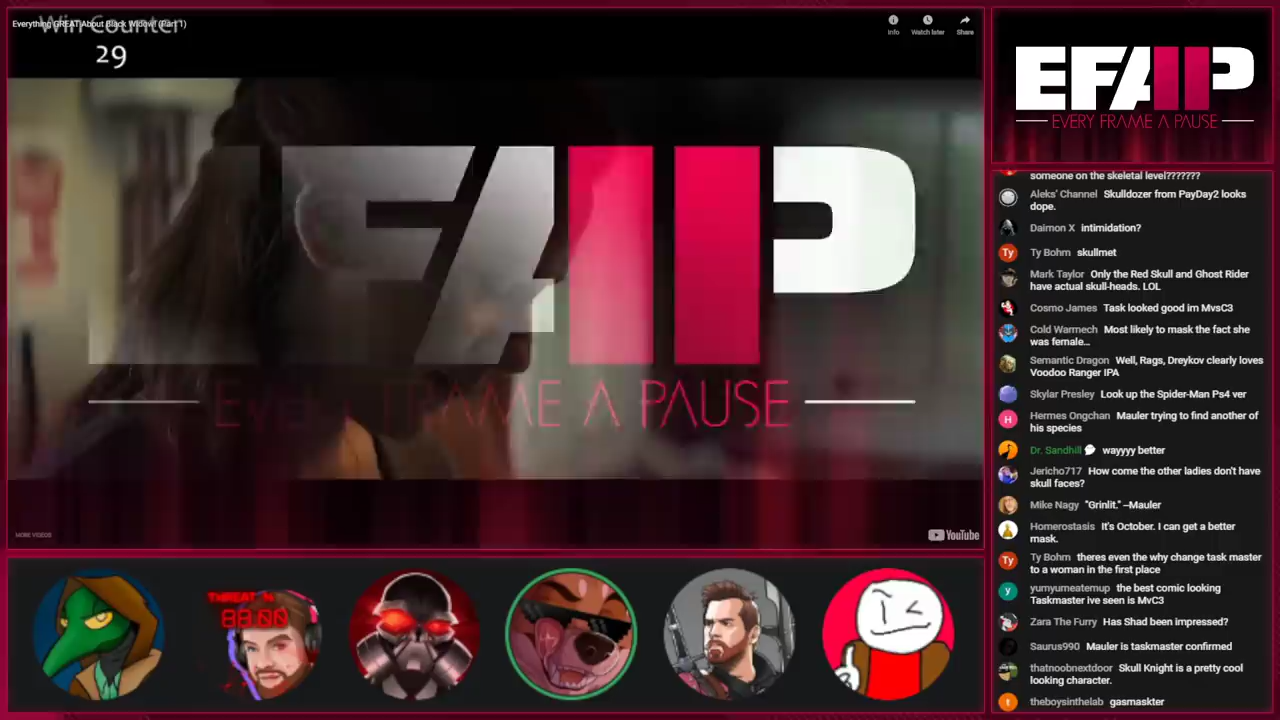 Everything GREAT About Black Widow! (Part 1)
Win Counter
29
Info
Watch later
Share
EFAP
EVERY FRAME A PAUSE
MORE VIDEOS
YouTube
THREAT IN
88:00
EFAP
EVERY FRAME A PAUSE
someone on the skeletal level???????
Aleks' Channel Skulldozer from PayDay2 looks
dope.
Daimon X intimidation?
Ty Bohm skullmet
Mark Taylor Only the Red Skull and Ghost Rider
have actual skull-heads. LOL
Cosmo James Task looked good im MvsC3
Cold Warmech Most likely to mask the fact she
was female...
Semantic Dragon Well, Rags, Dreykov clearly loves
Voodoo Ranger IPA
Skylar Presley Look up the Spider-Man Ps4 ver
H
Hermes Ongchan Mauler trying to find another of
his species
Dr. Sandhill wayyyy better
Jericho717 How come the other ladies don't have
skull faces?
Mike Nagy "Grinlit." --Mauler
Homerostasis It's October. I can get a better
mask.
Ty Bohm theres even the why change task master
to a woman in the first place
y
yumyumeatemup the best comic looking
Taskmaster ive seen is MvC3
Zara The Furry Has Shad been impressed?
Saurus990 Mauler is taskmaster confirmed
thatnoobnextdoor Skull Knight is a pretty cool
looking character.
t
theboysinthelab gasmaskter